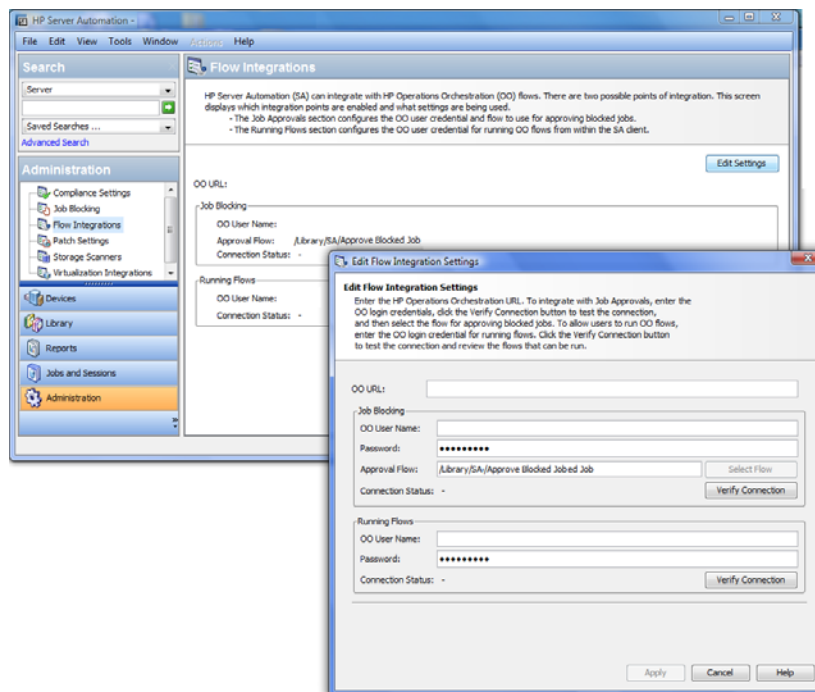 HP Server Automation -
File Edit View Tools Window Actions Help
Search
Server
Saved Searches ...
Advanced Search
Administration
Compliance Settings
Job Blocking
Flow Integrations
Patch Settings
Storage Scanners
Virtualization Integrations
Devices
Library
Reports
Jobs and Sessions
Administration
Flow Integrations
HP Server Automation (SA) can integrate with HP Operations Orchestration (OO) flows. There are two possible points of integration. This screen
displays which integration points are enabled and what settings are being used.
- The Job Approvals section configures the OO user credential and flow to use for approving blocked jobs.
- The Running Flows section configures the OO user credential for running OO flows from within the SA client.
Edit Settings
OO URL:
Job Blocking
OO User Name:
Approval Flow: /Library/SA/Approve Blocked Job
Connection Status: -
Running Flows
OO User Name:
Connection Status: -
Edit Flow Integration Settings
Edit Flow Integration Settings
Enter the HP Operations Orchestration URL. To integrate with Job Approvals, enter the
OO login credentials, click the Verify Connection button to test the connection,
and then select the flow for approving blocked jobs. To allow users to run OO flows,
enter the OO login credential for running flows. Click the Verify Connection button
to test the connection and review the flows that can be run.
OO URL:
Job Blocking
OO User Name:
Password: •••••••••
Approval Flow: /Library/SA/Approve Blocked Jobed Job Select Flow
Connection Status: - Verify Connection
Running Flows
OO User Name:
Password: •••••••••
Connection Status: - Verify Connection
Apply Cancel Help